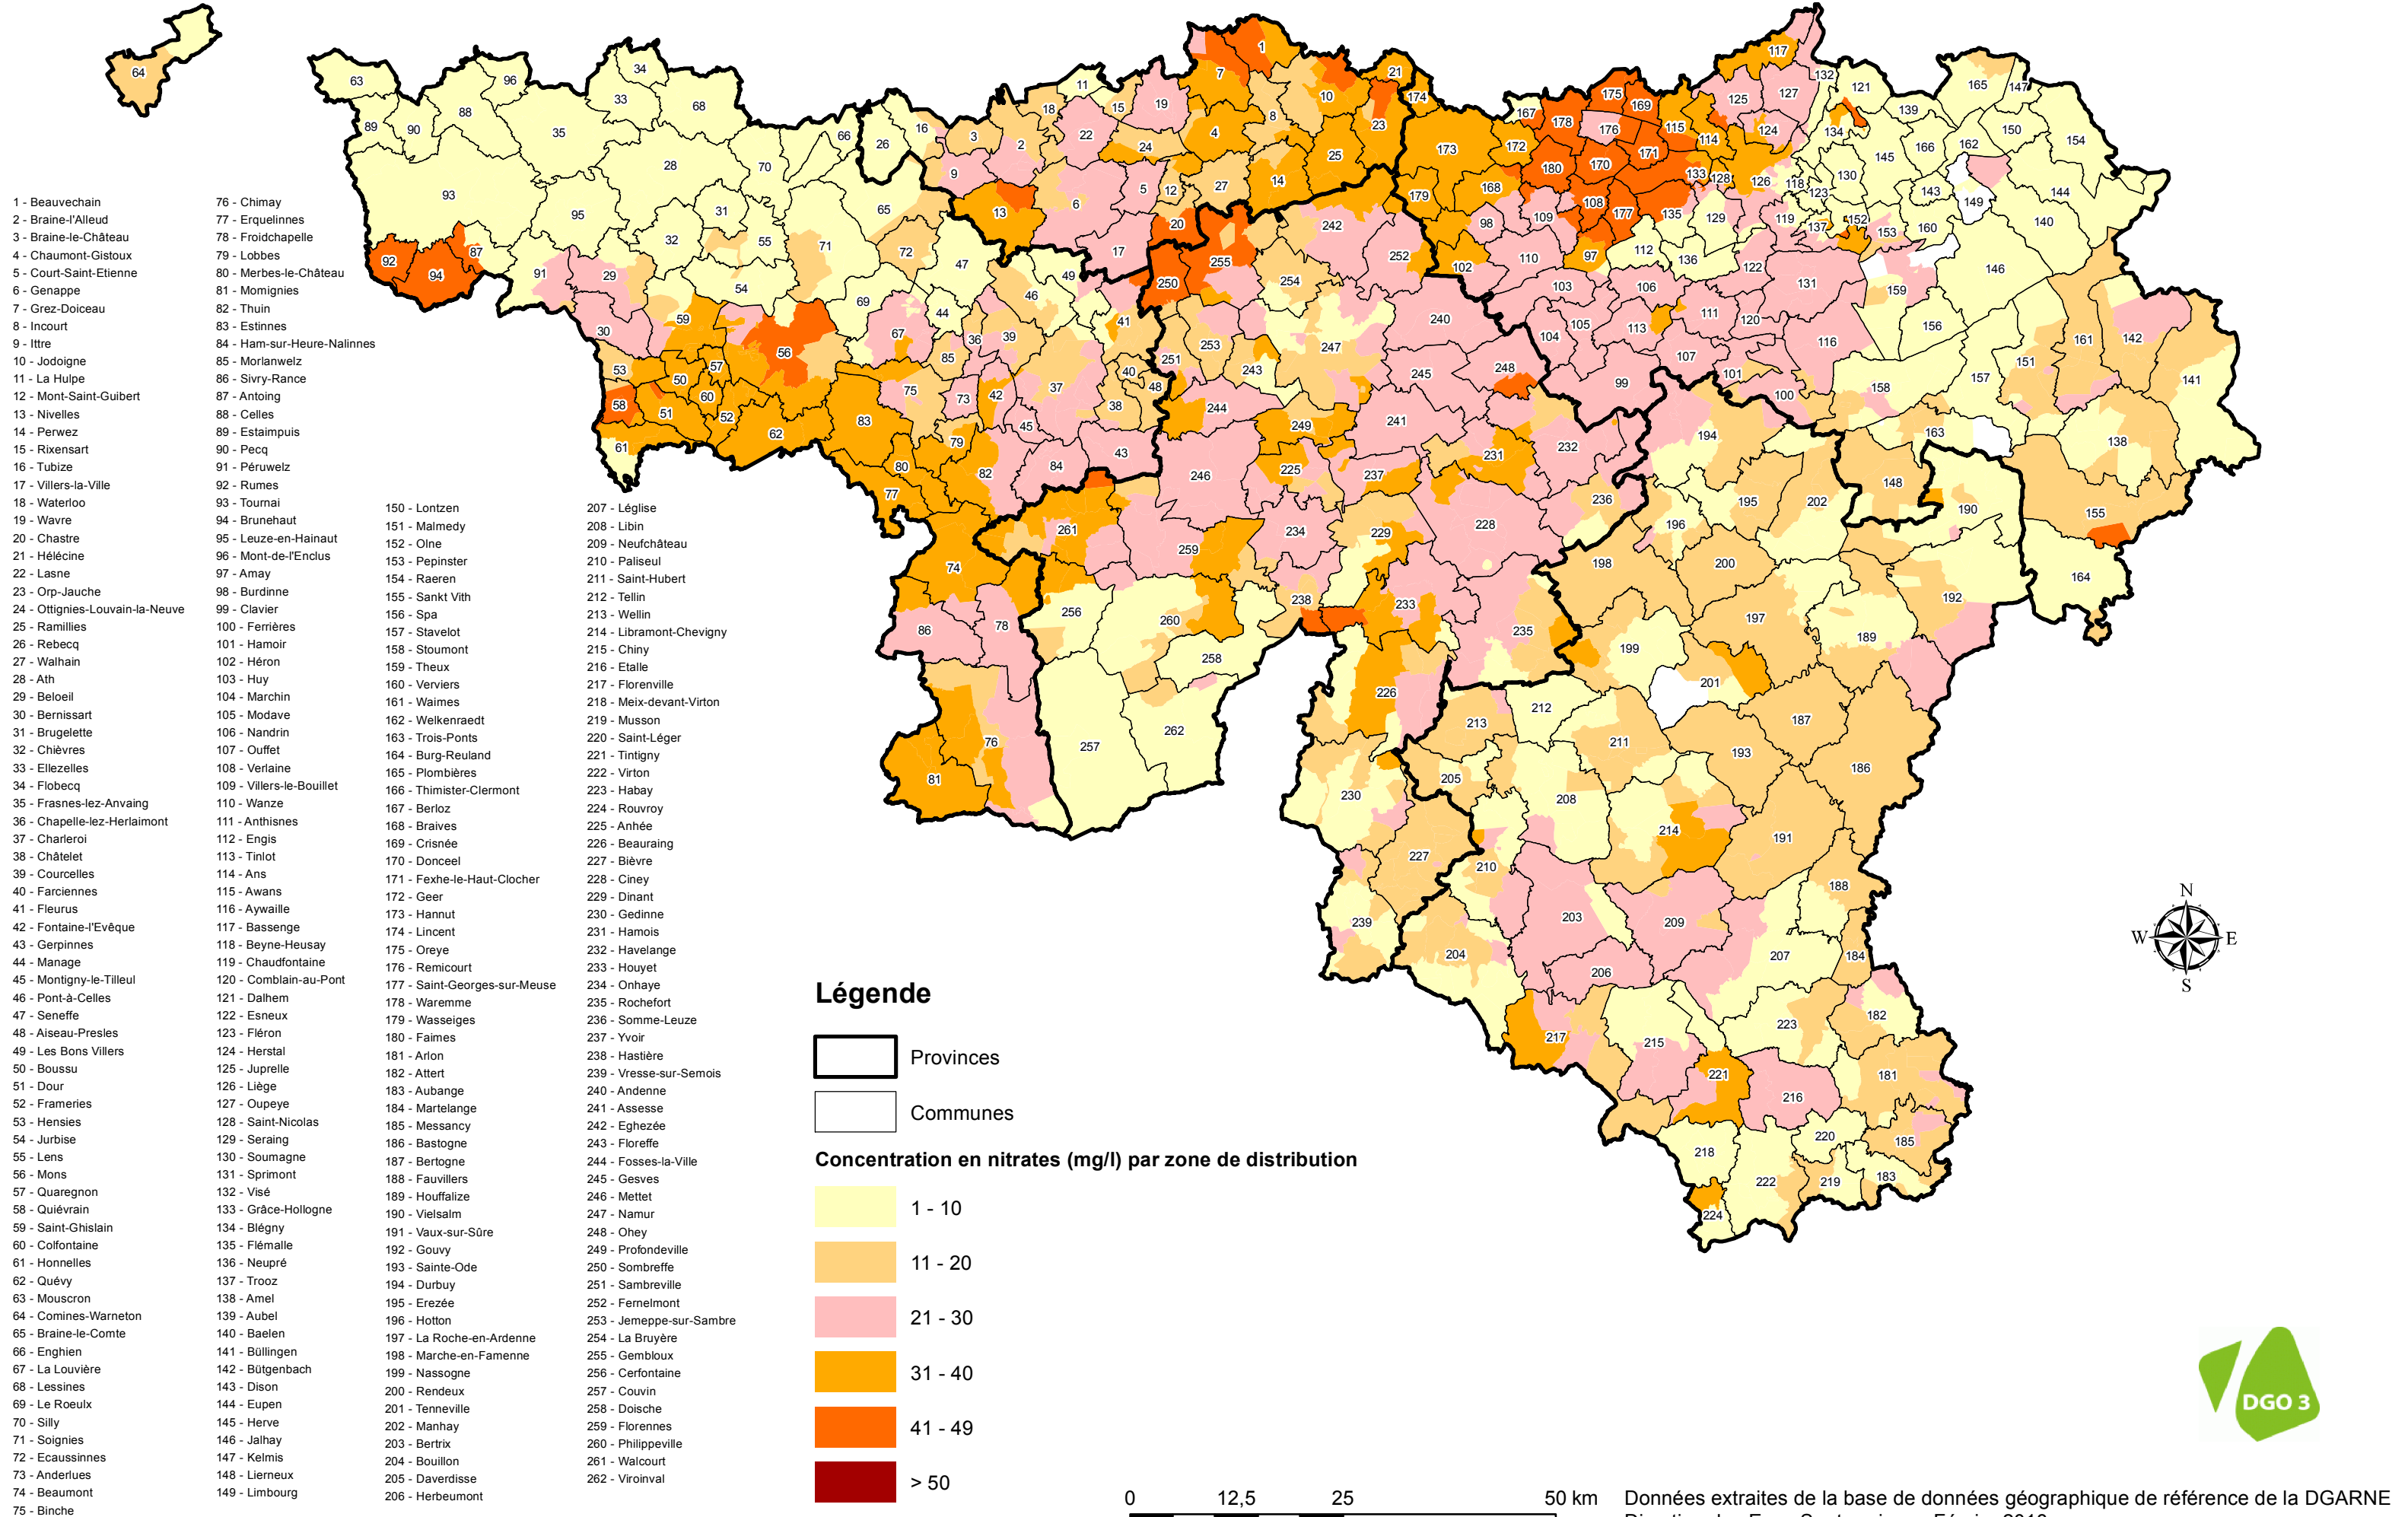 1 - Beauvechain
2 - Braine-l'Alleud
3 - Braine-le-Château
4 - Chaumont-Gistoux
5 - Court-Saint-Etienne
6 - Genappe
7 - Grez-Doiceau
8 - Incourt
9 - Ittre
10 - Jodoigne
11 - La Hulpe
12 - Mont-Saint-Guibert
13 - Nivelles
14 - Perwez
15 - Rixensart
16 - Tubize
17 - Villers-la-Ville
18 - Waterloo
19 - Wavre
20 - Chastre
21 - Hélécine
22 - Lasne
23 - Orp-Jauche
24 - Ottignies-Louvain-la-Neuve
25 - Ramillies
26 - Rebecq
27 - Walhain
28 - Ath
29 - Beloeil
30 - Bernissart
31 - Brugelette
32 - Chièvres
33 - Ellezelles
34 - Flobecq
35 - Frasnes-lez-Anvaing
36 - Chapelle-lez-Herlaimont
37 - Charleroi
38 - Châtelet
39 - Courcelles
40 - Farciennes
41 - Fleurus
42 - Fontaine-l'Evêque
43 - Gerpinnes
44 - Manage
45 - Montigny-le-Tilleul
46 - Pont-à-Celles
47 - Seneffe
48 - Aiseau-Presles
49 - Les Bons Villers
50 - Boussu
51 - Dour
52 - Frameries
53 - Hensies
54 - Jurbise
55 - Lens
56 - Mons
57 - Quaregnon
58 - Quiévrain
59 - Saint-Ghislain
60 - Colfontaine
61 - Honnelles
62 - Quévy
63 - Mouscron
64 - Comines-Warneton
65 - Braine-le-Comte
66 - Enghien
67 - La Louvière
68 - Lessines
69 - Le Roeulx
70 - Silly
71 - Soignies
72 - Ecaussinnes
73 - Anderlues
74 - Beaumont
75 - Binche
76 - Chimay
77 - Erquelinnes
78 - Froidchapelle
79 - Lobbes
80 - Merbes-le-Château
81 - Momignies
82 - Thuin
83 - Estinnes
84 - Ham-sur-Heure-Nalinnes
85 - Morlanwelz
86 - Sivry-Rance
87 - Antoing
88 - Celles
89 - Estaimpuis
90 - Pecq
91 - Péruwelz
92 - Rumes
93 - Tournai
94 - Brunehaut
95 - Leuze-en-Hainaut
96 - Mont-de-l'Enclus
97 - Amay
98 - Burdinne
99 - Clavier
100 - Ferrières
101 - Hamoir
102 - Héron
103 - Huy
104 - Marchin
105 - Modave
106 - Nandrin
107 - Ouffet
108 - Verlaine
109 - Villers-le-Bouillet
110 - Wanze
111 - Anthisnes
112 - Engis
113 - Tinlot
114 - Ans
115 - Awans
116 - Aywaille
117 - Bassenge
118 - Beyne-Heusay
119 - Chaudfontaine
120 - Comblain-au-Pont
121 - Dalhem
122 - Esneux
123 - Fléron
124 - Herstal
125 - Juprelle
126 - Liège
127 - Oupeye
128 - Saint-Nicolas
129 - Seraing
130 - Soumagne
131 - Sprimont
132 - Visé
133 - Grâce-Hollogne
134 - Blégny
135 - Flémalle
136 - Neupré
137 - Trooz
138 - Amel
139 - Aubel
140 - Baelen
141 - Büllingen
142 - Bütgenbach
143 - Dison
144 - Eupen
145 - Herve
146 - Jalhay
147 - Kelmis
148 - Lierneux
149 - Limbourg
150 - Lontzen
151 - Malmedy
152 - Olne
153 - Pepinster
154 - Raeren
155 - Sankt Vith
156 - Spa
157 - Stavelot
158 - Stoumont
159 - Theux
160 - Verviers
161 - Waimes
162 - Welkenraedt
163 - Trois-Ponts
164 - Burg-Reuland
165 - Plombières
166 - Thimister-Clermont
167 - Berloz
168 - Braives
169 - Crisnée
170 - Donceel
171 - Fexhe-le-Haut-Clocher
172 - Geer
173 - Hannut
174 - Lincent
175 - Oreye
176 - Remicourt
177 - Saint-Georges-sur-Meuse
178 - Waremme
179 - Wasseiges
180 - Faimes
181 - Arlon
182 - Attert
183 - Aubange
184 - Martelange
185 - Messancy
186 - Bastogne
187 - Bertogne
188 - Fauvillers
189 - Houffalize
190 - Vielsalm
191 - Vaux-sur-Sûre
192 - Gouvy
193 - Sainte-Ode
194 - Durbuy
195 - Erezée
196 - Hotton
197 - La Roche-en-Ardenne
198 - Marche-en-Famenne
199 - Nassogne
200 - Rendeux
201 - Tenneville
202 - Manhay
203 - Bertrix
204 - Bouillon
205 - Daverdisse
206 - Herbeumont
207 - Léglise
208 - Libin
209 - Neufchâteau
210 - Paliseul
211 - Saint-Hubert
212 - Tellin
213 - Wellin
214 - Libramont-Chevigny
215 - Chiny
216 - Etalle
217 - Florenville
218 - Meix-devant-Virton
219 - Musson
220 - Saint-Léger
221 - Tintigny
222 - Virton
223 - Habay
224 - Rouvroy
225 - Anhée
226 - Beauraing
227 - Bièvre
228 - Ciney
229 - Dinant
230 - Gedinne
231 - Hamois
232 - Havelange
233 - Houyet
234 - Onhaye
235 - Rochefort
236 - Somme-Leuze
237 - Yvoir
238 - Hastière
239 - Vresse-sur-Semois
240 - Andenne
241 - Assesse
242 - Eghezée
243 - Floreffe
244 - Fosses-la-Ville
245 - Gesves
246 - Mettet
247 - Namur
248 - Ohey
249 - Profondeville
250 - Sombreffe
251 - Sambreville
252 - Fernelmont
253 - Jemeppe-sur-Sambre
254 - La Bruyère
255 - Gembloux
256 - Cerfontaine
257 - Couvin
258 - Doische
259 - Florennes
260 - Philippeville
261 - Walcourt
262 - Viroinval
Légende
Provinces
Communes
Concentration en nitrates (mg/l) par zone de distribution
1 - 10
11 - 20
21 - 30
31 - 40
41 - 49
> 50
N
W E
S
DGO 3
0 12,5 25 50 km
Données extraites de la base de données géographique de référence de la DGARNE